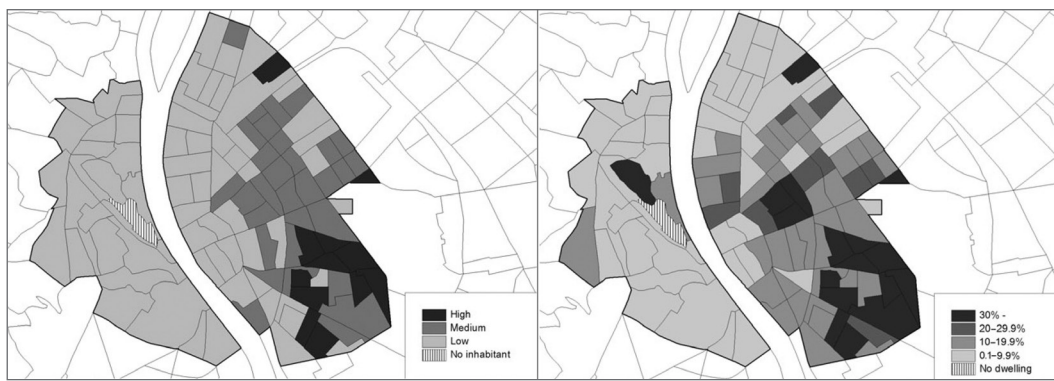 High
Medium
Low
No inhabitant
30% -
20–29.9%
10–19.9%
0.1–9.9%
No dwelling